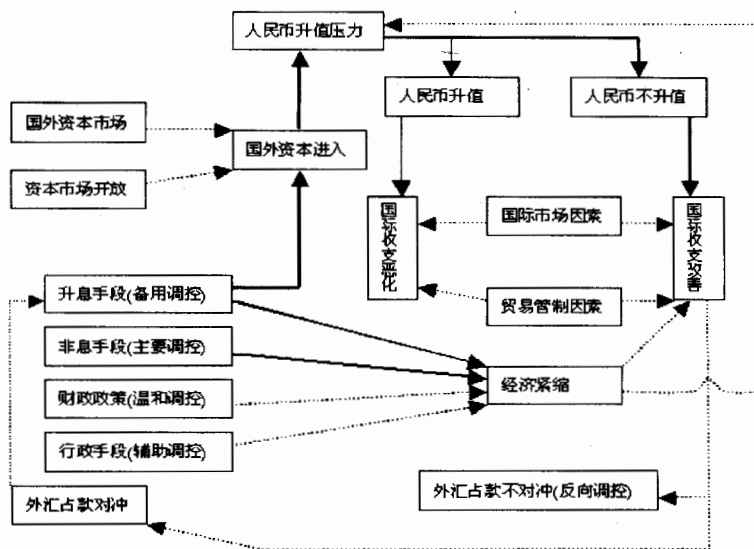 人民币升值压力
人民币升值
人民币不升值
国外资本市场
国外资本进入
资本市场开放
国际收支恶化
国际市场因素
国际收支改善
升息手段(备用调控)
贸易管制因素
非息手段(主要调控)
经济紧缩
财政政策(温和调控)
行政手段(辅助调控)
外汇占款对冲
外汇占款不对冲(反向调控)